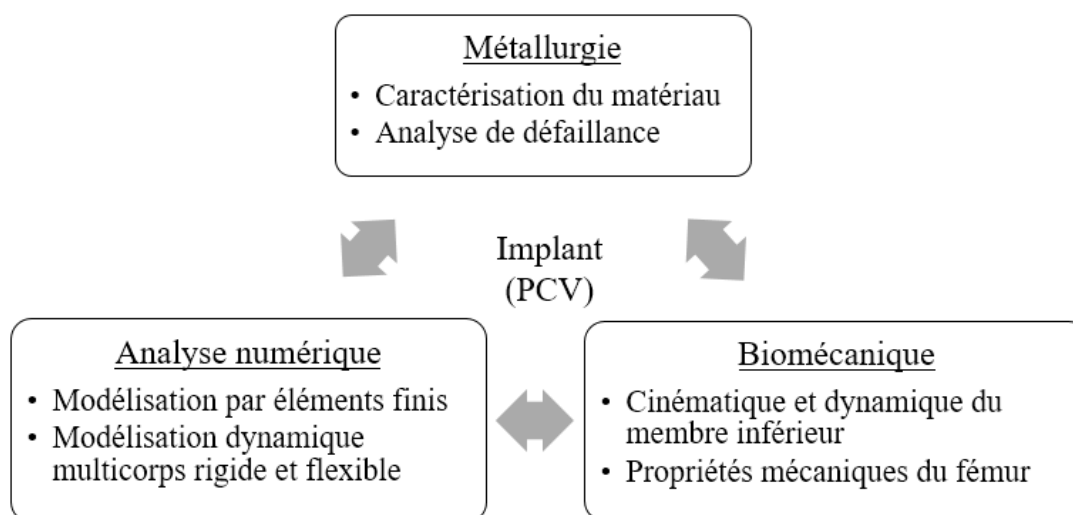 Métallurgie
• Caractérisation du matériau
• Analyse de défaillance
Implant
(PCV)
Analyse numérique
• Modélisation par éléments finis
• Modélisation dynamique
multicorps rigide et flexible
Biomécanique
• Cinématique et dynamique du
membre inférieur
• Propriétés mécaniques du fémur